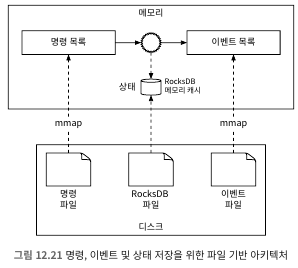 메모리
명령 목록
이벤트 목록
상태
RocksDB
메모리 캐시
mmap
mmap
명령
파일
RocksDB
파일
이벤트
파일
디스크
그림 12.21 명령, 이벤트 및 상태 저장을 위한 파일 기반 아키텍처